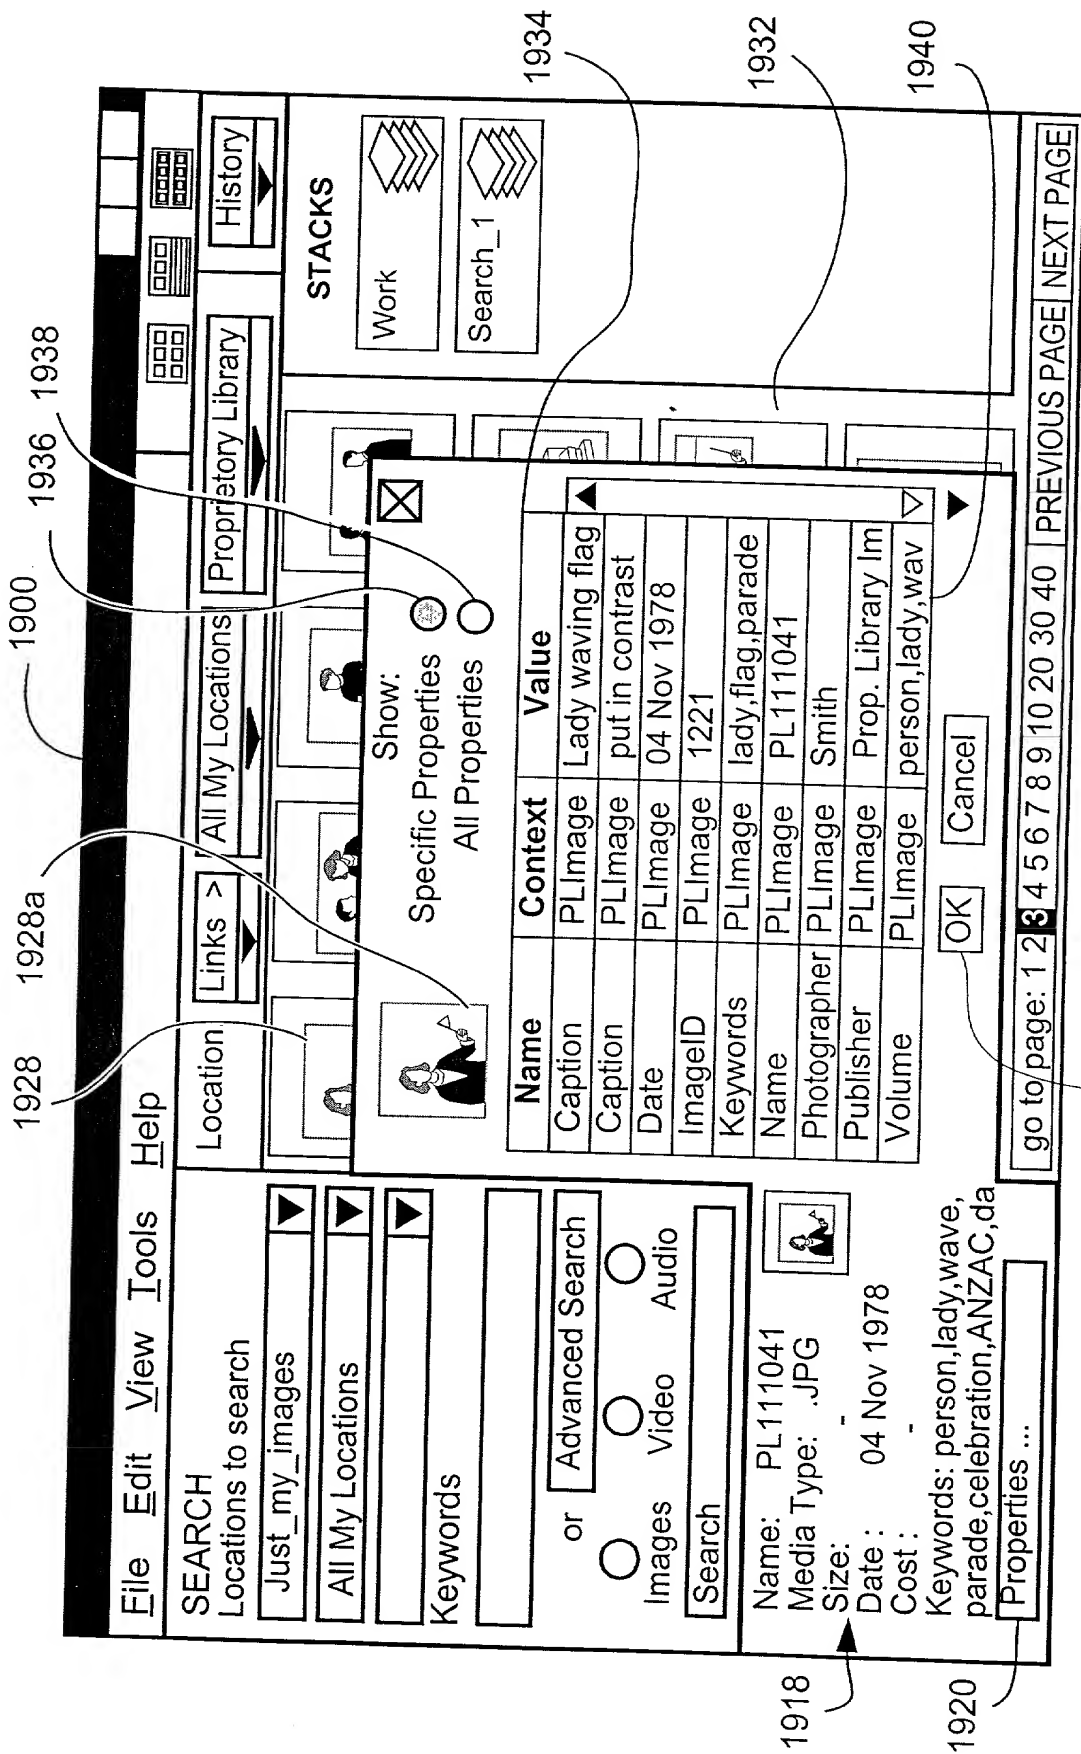 1928
1928a
1900
1936
1938
File Edit View Tools Help
SEARCH
Locations to search
Just_my_images
All My Locations
Keywords
or
Advanced Search
Images
Video
Audio
Search
Name: PL111041
Media Type: .JPG
Size: -
Date : 04 Nov 1978
Cost : -
Keywords: person,lady,wave,
parade,celebration,ANZAC,da
Properties ...
1918
1920
Location
Links >
All My Locations
Proprietory Library
History
STACKS
Work
Search_1
Show:
Specific Properties
All Properties
Name Context Value
Caption PLImage Lady waving flag
Caption PLImage put in contrast
Date PLImage 04 Nov 1978
ImageID PLImage 1221
Keywords PLImage lady,flag,parade
Name PLImage PL111041
Photographer PLImage Smith
Publisher PLImage Prop. Library Im
Volume PLImage person,lady,wav
OK
Cancel
go to page: 1 2 3 4 5 6 7 8 9 10 20 30 40 PREVIOUS PAGE NEXT PAGE
1934
1932
1940